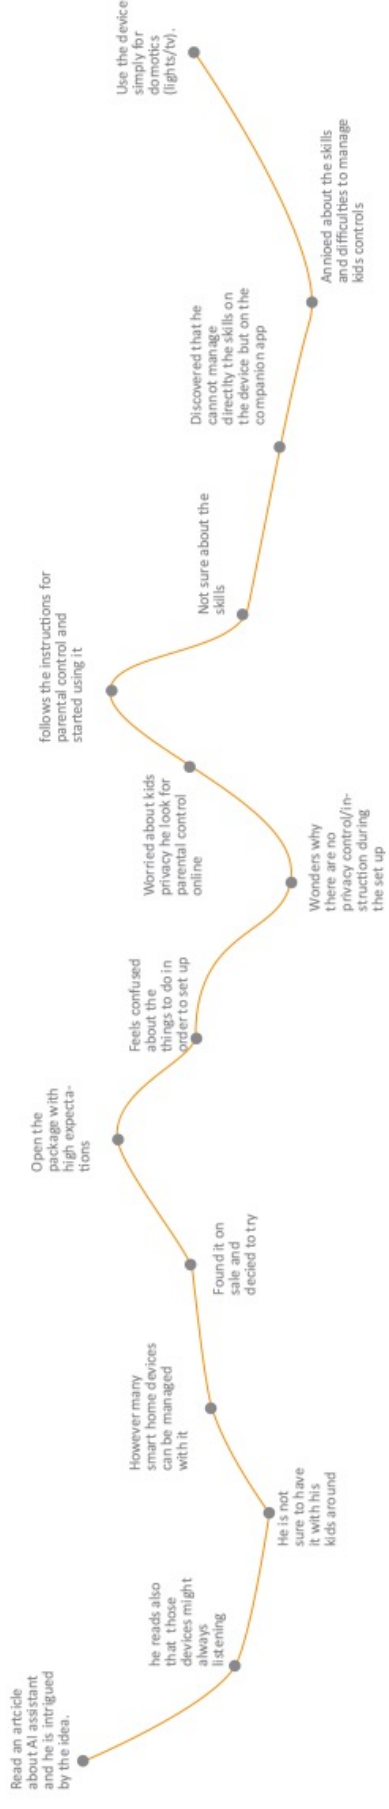 Read an artcicle
about AI assistant
and he is intrigued
by the idea.
he reads also
that those
devices might
always
listening
He is not
sure to have
it with his
kids around
However many
smart home devices
can be managed
with it
Found it on
sale and
decied to try
Open the
package with
high expecta-
tions
Feels confused
about the
things to do in
order to set up
Wonders why
there are no
privacy control/in-
struction during
the set up
Worried about kids
privacy he look for
parental control
online
follows the instructions for
parental control and
started using it
Not sure about the
skills
Discovered that he
cannot manage
directlty the skills on
the device but on the
companion app
Annioed about the skills
and difficulties to manage
kids controls
Use the device
simply for
domotics
(lights/tv).